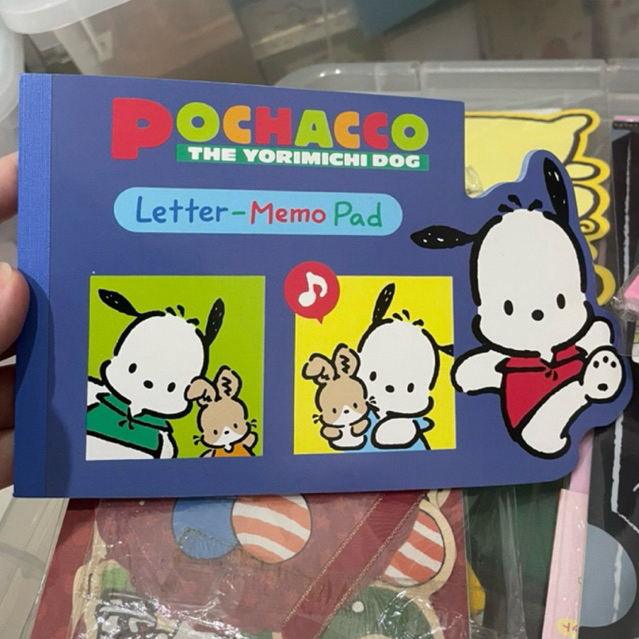 POCHACCO
THE YORIMICHI DOG
Letter-Memo Pad